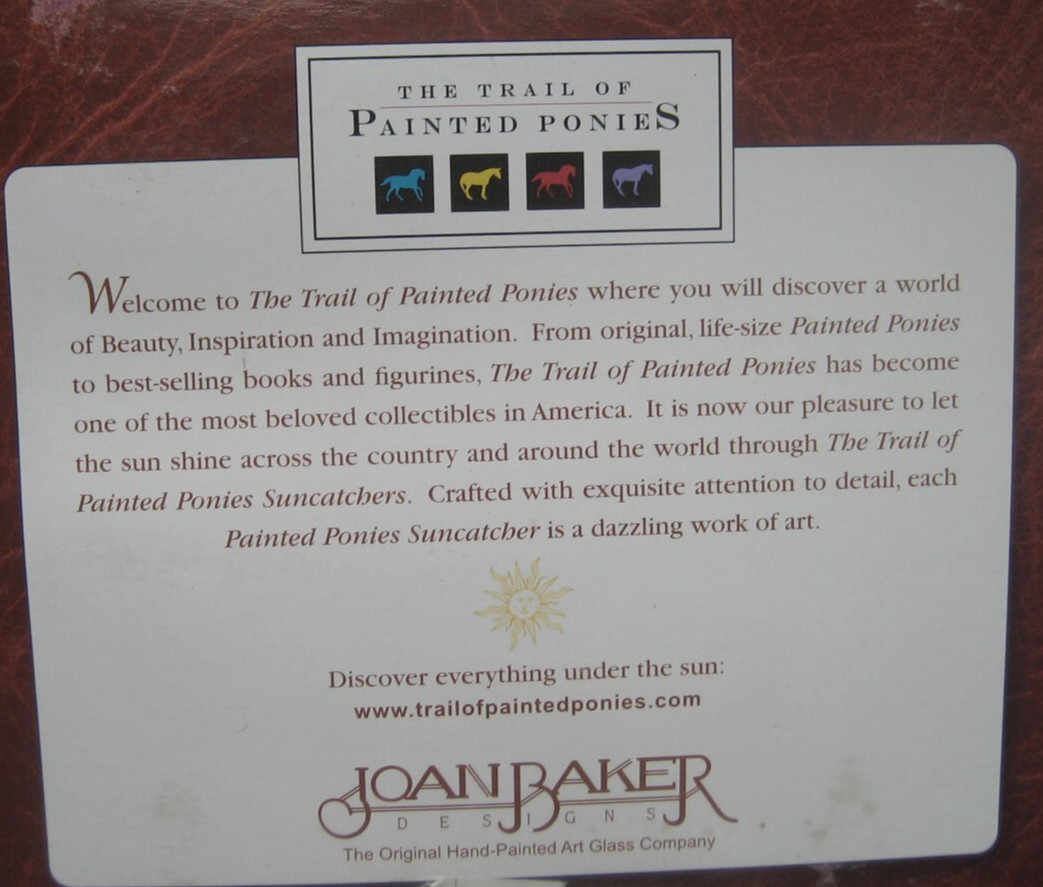 THE TRAIL OF
PAINTED PONIES
Welcome to The Trail of Painted Ponies where you will discover a world
of Beauty, Inspiration and Imagination. From original, life-size Painted Ponies
to best-selling books and figurines, The Trail of Painted Ponies has become
one of the most beloved collectibles in America. It is now our pleasure to let
the sun shine across the country and around the world through The Trail of
Painted Ponies Suncatchers. Crafted with exquisite attention to detail, each
Painted Ponies Suncatcher is a dazzling work of art.
Discover everything under the sun:
www.trailofpaintedponies.com
JOAN BAKER
DESIGNS
The Original Hand-Painted Art Glass Company